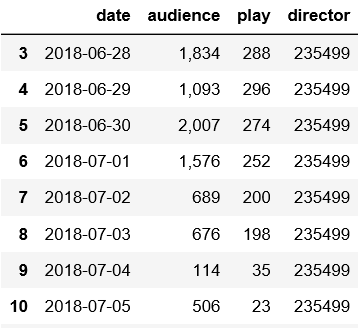 date audience play director
3 2018-06-28 1,834 288 235499
4 2018-06-29 1,093 296 235499
5 2018-06-30 2,007 274 235499
6 2018-07-01 1,576 252 235499
7 2018-07-02 689 200 235499
8 2018-07-03 676 198 235499
9 2018-07-04 114 35 235499
10 2018-07-05 506 23 235499